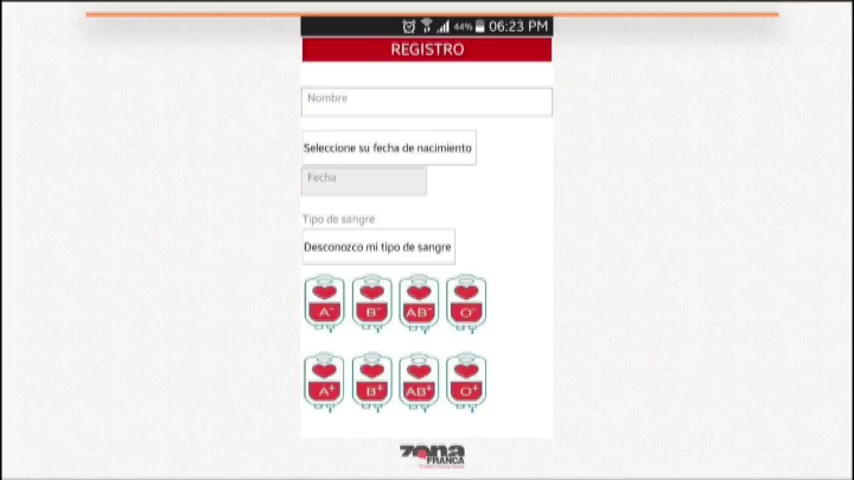 44% 06:23 PM
REGISTRO
Nombre
Seleccione su fecha de nacimiento
Fecha
Tipo de sangre
Desconozco mi tipo de sangre
A- B- AB- O-
A+ B+ AB+ O+
zona
FRANCA